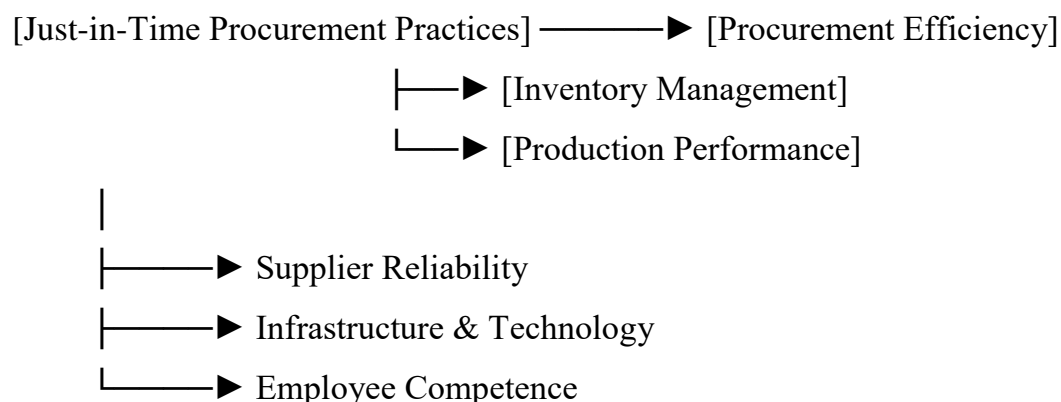 [Just-in-Time Procurement Practices] ───────► [Procurement Efficiency]
├───► [Inventory Management]
└───► [Production Performance]
│
├──────► Supplier Reliability
├──────► Infrastructure & Technology
└──────► Employee Competence